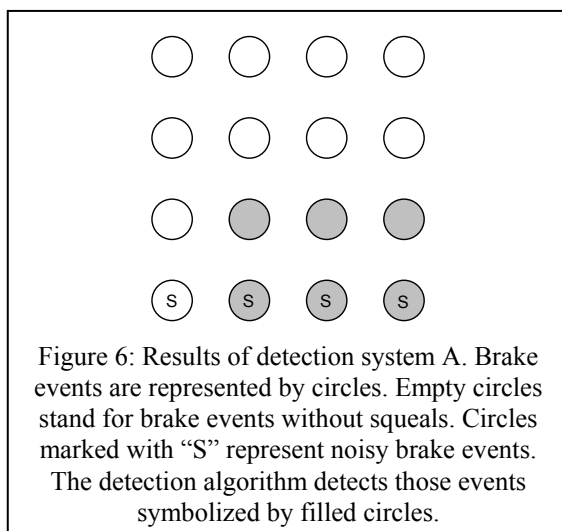 S S S S
Figure 6: Results of detection system A. Brake
events are represented by circles. Empty circles
stand for brake events without squeals. Circles
marked with “S” represent noisy brake events.
The detection algorithm detects those events
symbolized by filled circles.